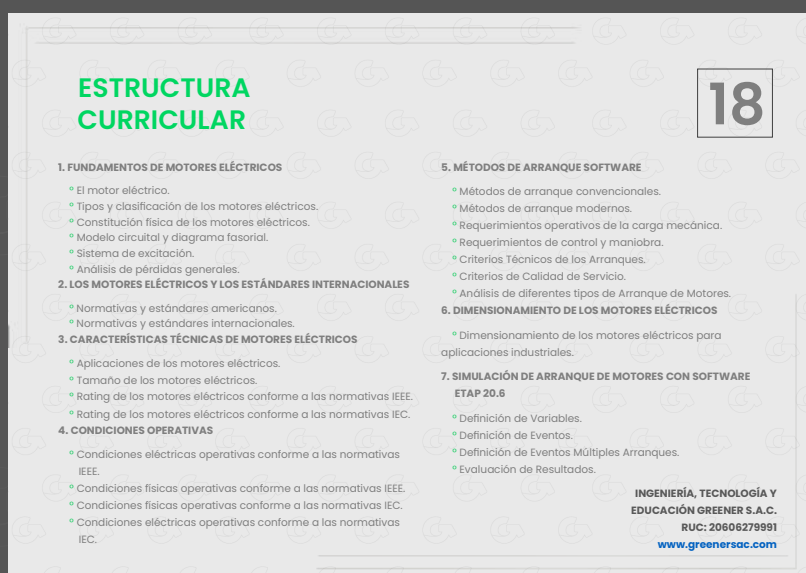 ESTRUCTURA
CURRICULAR
18
1. FUNDAMENTOS DE MOTORES ELÉCTRICOS
° El motor eléctrico.
° Tipos y clasificación de los motores eléctricos.
° Constitución física de los motores eléctricos.
° Modelo circuital y diagrama fasorial.
° Sistema de excitación.
° Análisis de pérdidas generales.
2. LOS MOTORES ELÉCTRICOS Y LOS ESTÁNDARES INTERNACIONALES
° Normativas y estándares americanos.
° Normativas y estándares internacionales.
3. CARACTERÍSTICAS TÉCNICAS DE MOTORES ELÉCTRICOS
° Aplicaciones de los motores eléctricos.
° Tamaño de los motores eléctricos.
° Rating de los motores eléctricos conforme a las normativas IEEE.
° Rating de los motores eléctricos conforme a las normativas IEC.
4. CONDICIONES OPERATIVAS
° Condiciones eléctricas operativas conforme a las normativas
IEEE.
° Condiciones físicas operativas conforme a las normativas IEEE.
° Condiciones físicas operativas conforme a las normativas IEC.
° Condiciones eléctricas operativas conforme a las normativas
IEC.
5. MÉTODOS DE ARRANQUE SOFTWARE
° Métodos de arranque convencionales.
° Métodos de arranque modernos.
° Requerimientos operativos de la carga mecánica.
° Requerimientos de control y maniobra.
° Criterios Técnicos de los Arranques.
° Criterios de Calidad de Servicio.
° Análisis de diferentes tipos de Arranque de Motores.
6. DIMENSIONAMIENTO DE LOS MOTORES ELÉCTRICOS
° Dimensionamiento de los motores eléctricos para
aplicaciones industriales.
7. SIMULACIÓN DE ARRANQUE DE MOTORES CON SOFTWARE
ETAP 20.6
° Definición de Variables.
° Definición de Eventos.
° Definición de Eventos Múltiples Arranques.
° Evaluación de Resultados.
INGENIERÍA, TECNOLOGÍA Y
EDUCACIÓN GREENER S.A.C.
RUC: 20606279991
www.greenersac.com